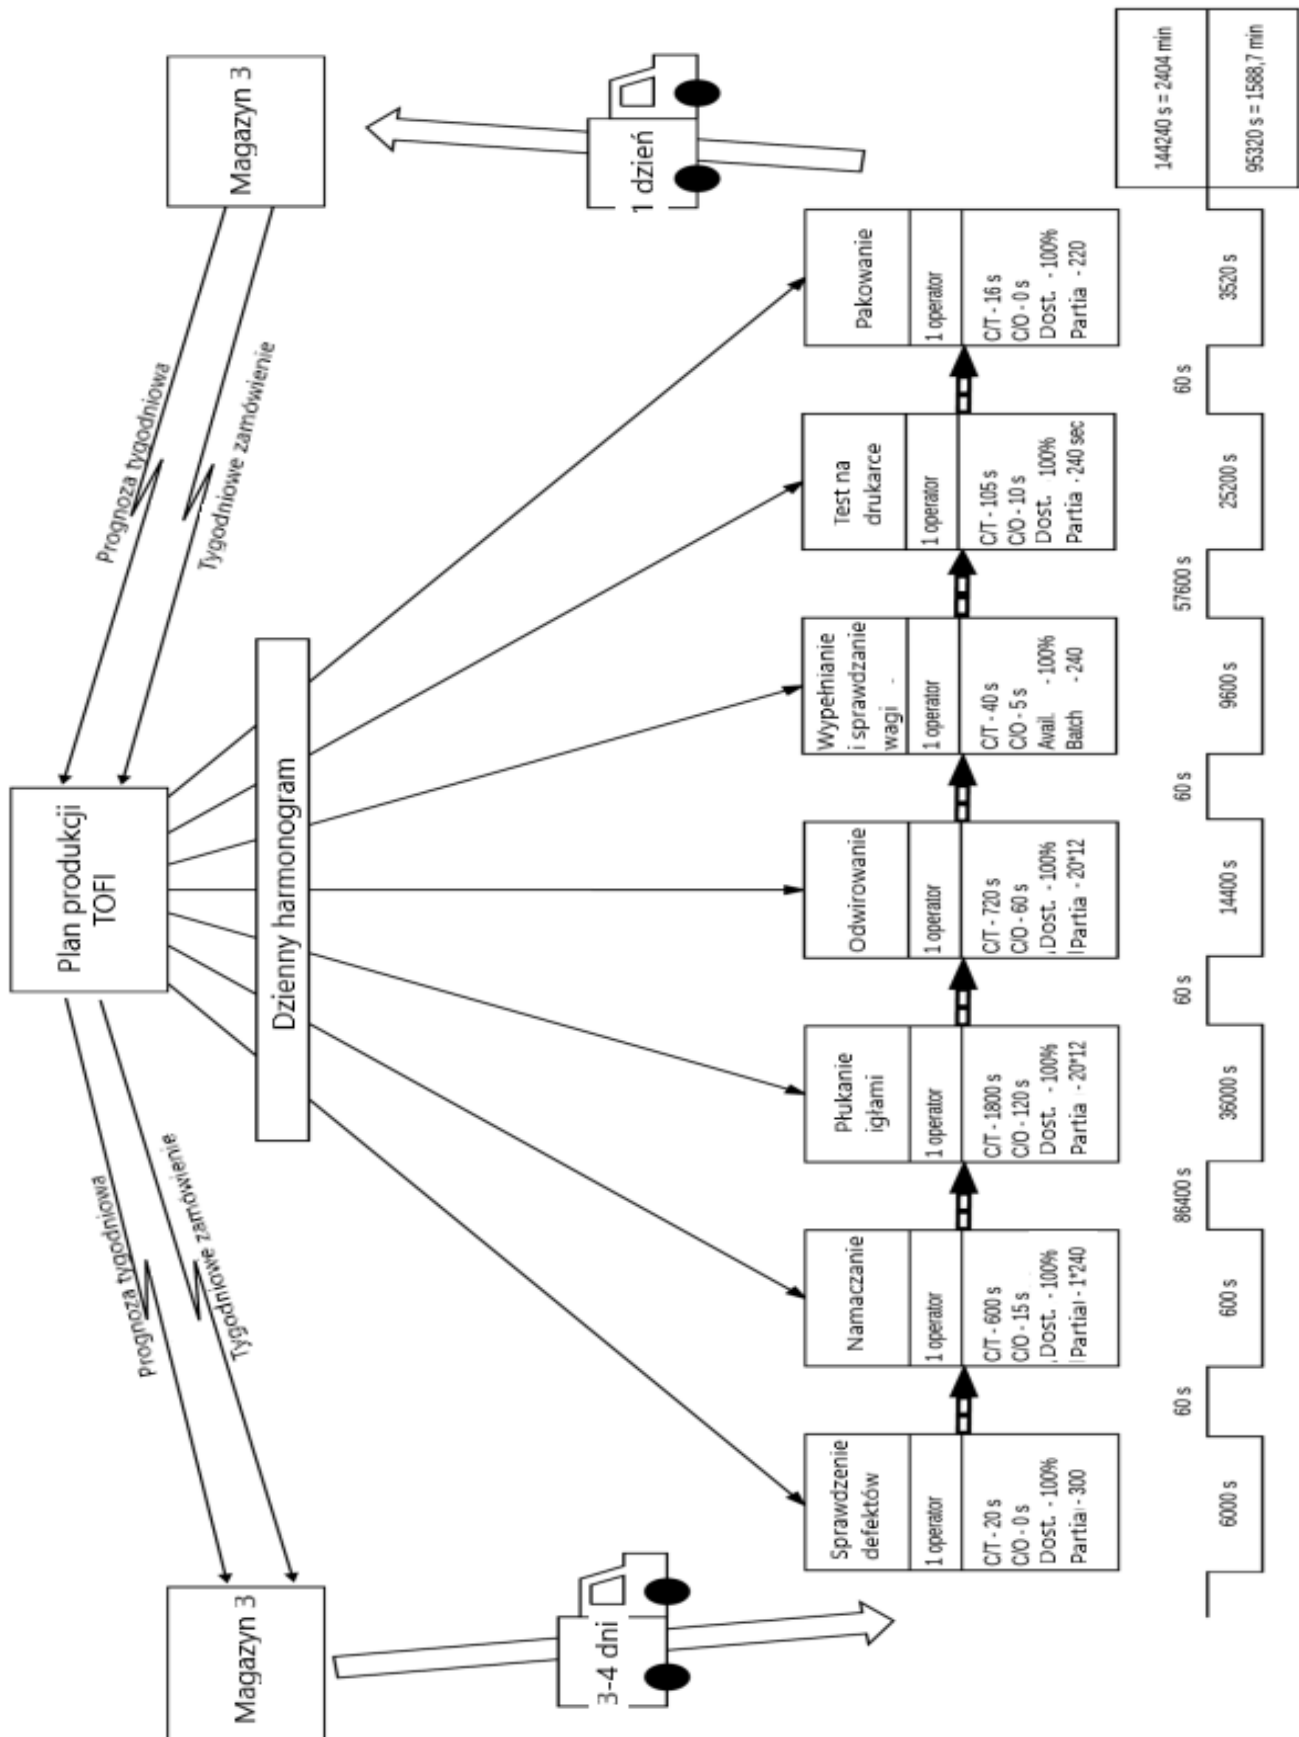 Magazyn 3
Prognoza tygodniowa
Tygodniowe zamówienie
Plan produkcji
TOFI
Prognoza tygodniowa
Tygodniowe zamówienie
Magazyn 3
Dzienny harmonogram
3-4 dni
1 dzień
Sprawdzenie
defektów
1 operator
C/T - 20 s
C/O - 0 s
Dost. - 100%
Partia - 300
Namaczanie
1 operator
C/T - 600 s
C/O - 15 s
Dost. - 100%
Partia - 1*240
Płukanie
igłami
1 operator
C/T - 1800 s
C/O - 120 s
Dost. - 100%
Partia - 20*12
Odwirowanie
1 operator
C/T - 720 s
C/O - 60 s
Dost. - 100%
Partia - 20*12
Wypełnianie
i sprawdzanie
wagi -
1 operator
C/T - 40 s
C/O - 5 s
Avail. - 100%
Batch - 240
Test na
drukarce
1 operator
C/T - 105 s
C/O - 10 s
Dost. 100%
Partia - 240 sec
Pakowanie
1 operator
C/T - 16 s
C/O - 0 s
Dost. - 100%
Partia - 220
6000 s
60 s
600 s
86400 s
36000 s
60 s
14400 s
60 s
9600 s
57600 s
25200 s
60 s
3520 s
144240 s = 2404 min
95320 s = 1588,7 min